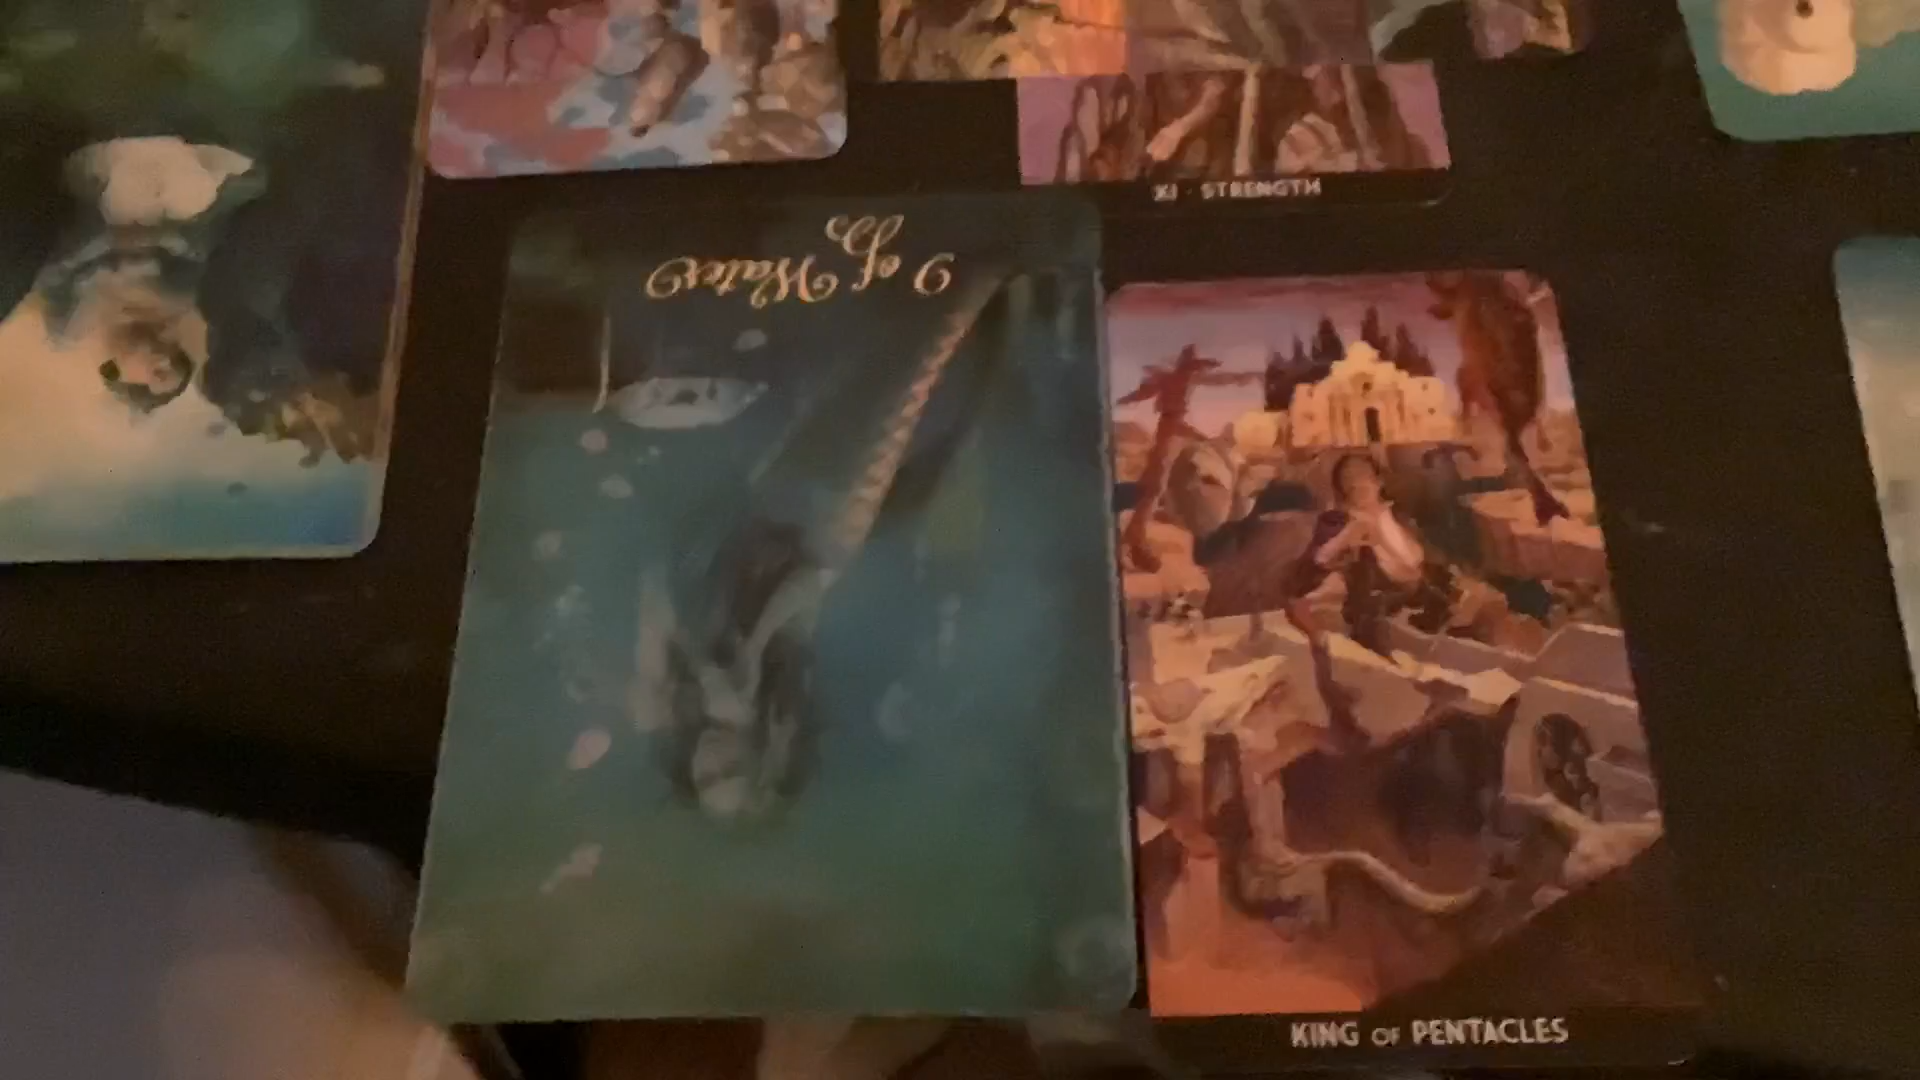 XI · STRENGTH
9 of Water
KING OF PENTACLES